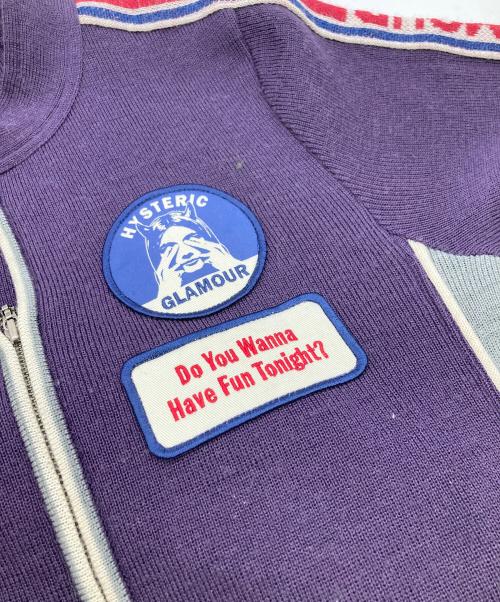 HYSTERIC
GLAMOUR
Do You Wanna
Have Fun Tonight?